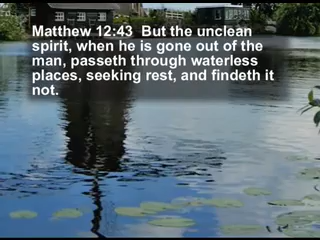 Matthew 12:43  But the unclean
spirit, when he is gone out of the
man, passeth through waterless
places, seeking rest, and findeth it
not.